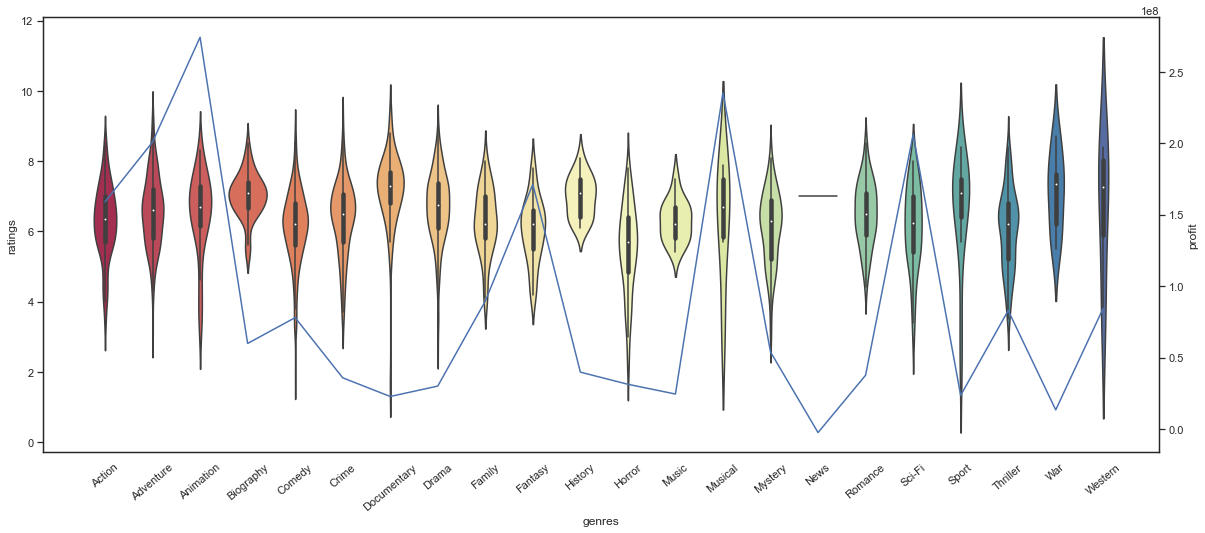 1e8
12
10
8
6
4
2
0
ratings
2.5
2.0
1.5
1.0
0.5
0.0
profit
Action
Adventure
Animation
Biography
Comedy
Crime
Documentary
Drama
Family
Fantasy
History
Horror
Music
Musical
Mystery
News
Romance
Sci-Fi
Sport
Thriller
War
Western
genres